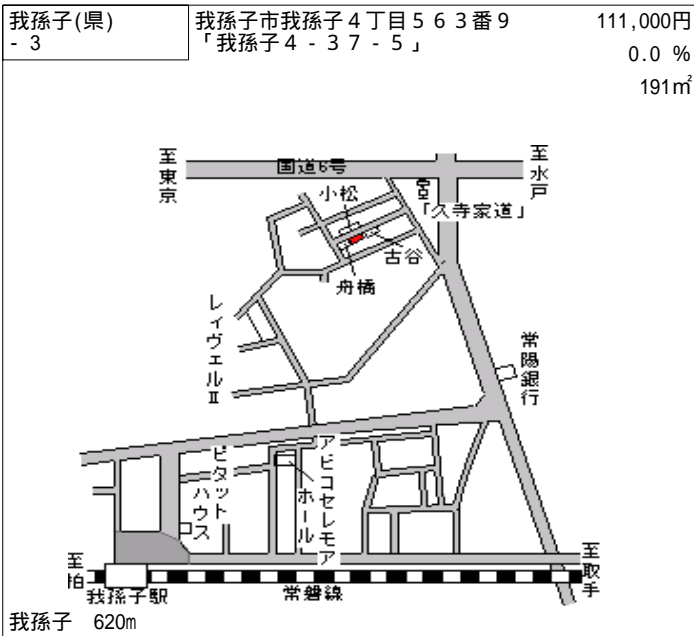 我孫子(県)
- 3
我孫子市我孫子４丁目５６３番９
「我孫子４-３７-５」
111,000円
0.0 %
191㎡
至東京
国道6号
至水戸
小松
「久寺家道」
古谷
舟橋
レィヴェルⅡ
常陽銀行
ピタットハウス
アビコセレモアホール
至柏
我孫子駅
常磐線
至取手
我孫子 620m